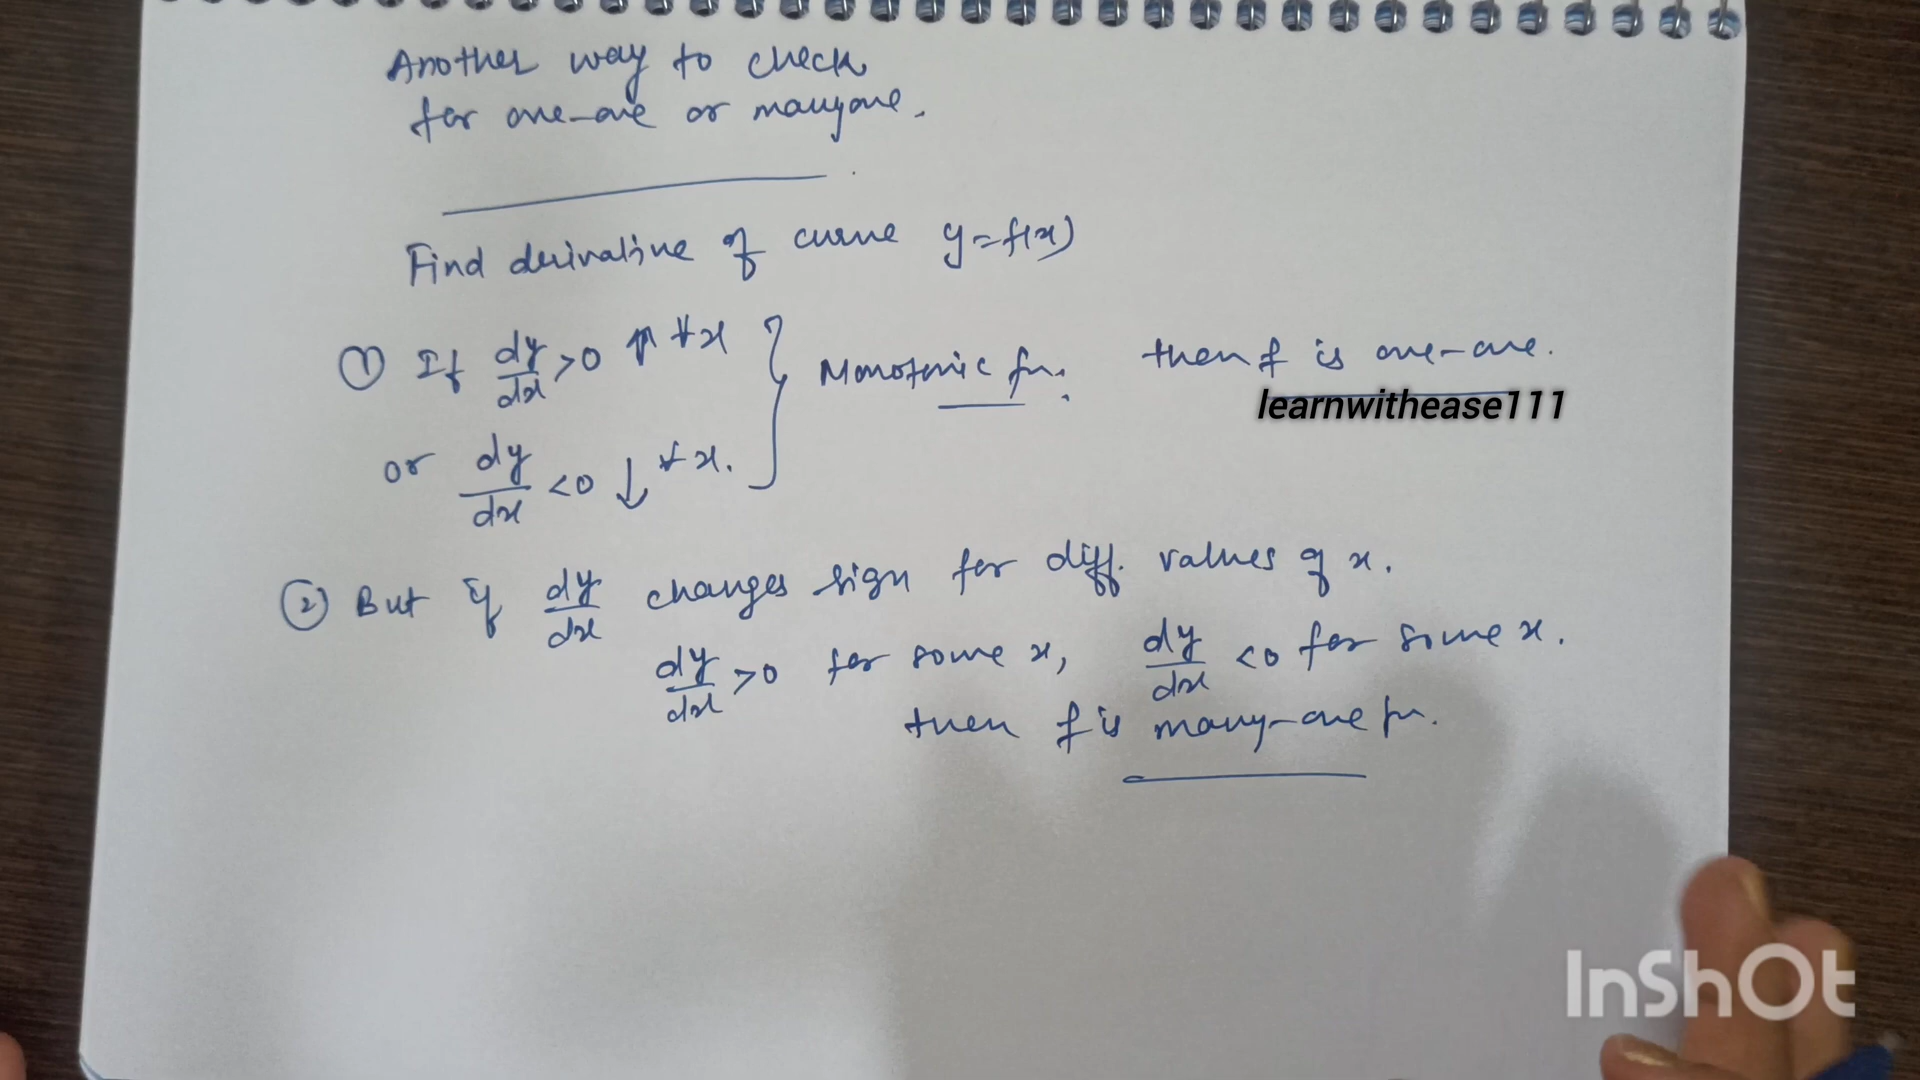 Another way to check
for one-one or manyone.
Find derivative of curve y=f(x)
① If dy/dx >0 ↑ ∀x } Monotonic fn. then f is one-one.
learnwithease111
or dy/dx <0 ↓ ∀ x.
② But if dy/dx changes sign for diff. values of x.
dy/dx >0 for some x, dy/dx <0 for some x.
then f is many-one fn.
InShOt